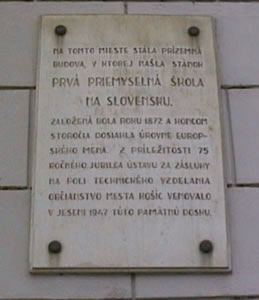 NA TOMTO MIESTE STÁLA PRÍZEMNÁ
BUDOVA, V KTOREJ NAŠLA STÁNOK
PRVÁ PRIEMYSELNÁ ŠKOLA
NA SLOVENSKU.
ZALOŽENÁ BOLA ROKU 1872 A KONCOM
STOROČIA DOSIAHLA ÚROVNE EURÓP-
SKEHO MENA. Z PRÍLEŽITOSTI 75
ROČNÉHO JUBILEA ÚSTAVU ZA ZÁSLUHY
NA POLI TECHNICKÉHO VZDELANIA
OBČIANSTVO MESTA KOŠÍC VENOVALO
V JESENI 1947 TÚTO PAMÄTNÚ DOSKU.